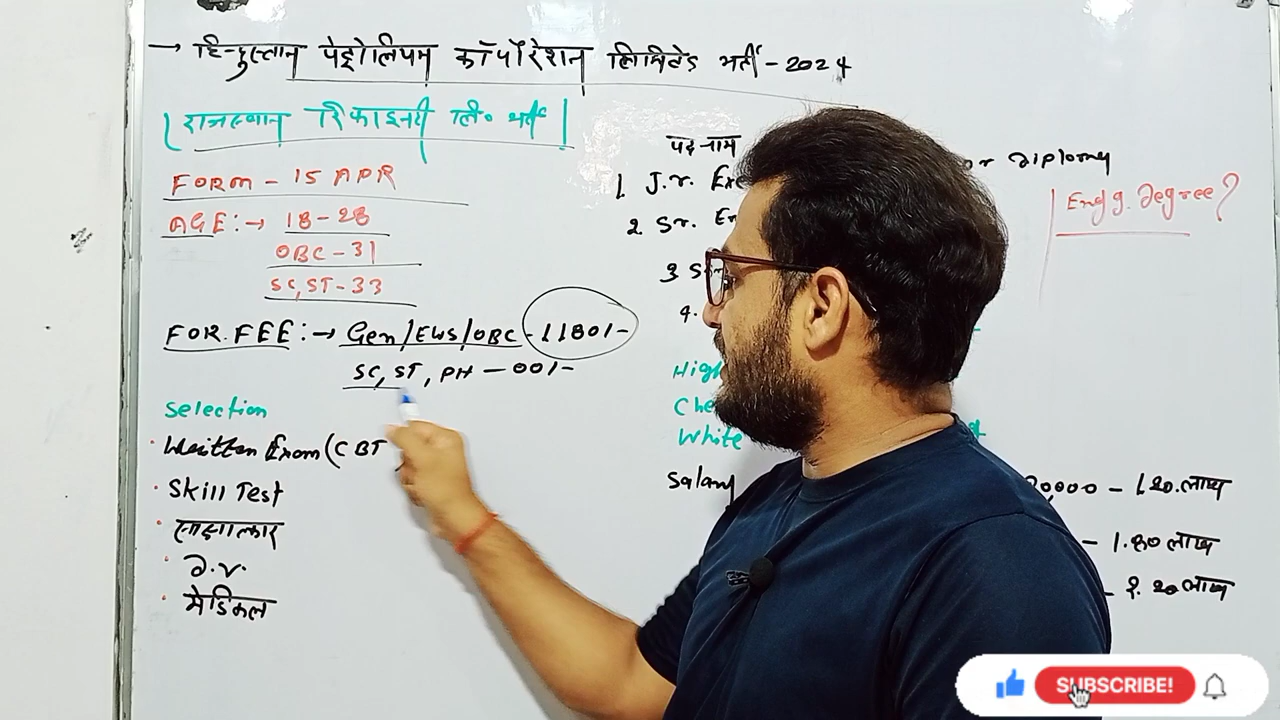 → हिन्दुस्तान पेट्रोलियम कॉर्पोरेशन लिमिटेड भर्ती - 2024
राजस्थान रिफाइनरी लि० भर्ती
FORM - 15 APR
AGE :→ 18 - 28
OBC - 31
SC, ST - 33
FOR. FEE :→ Gen/EWS/OBC - 1180/-
SC, ST, PH - 00/-
Selection
Written Exam (CBT
Skill Test
साक्षात्कार
D.V.
मेडिकल
पद नाम
1. J.r. Exe
2. Sr. En
3
4.
or Diploma
Engg. Degree?
High
Che
White
Salary
0,000 - 1.20 लाख
- 1.80 लाख
- 2.20 लाख
SUBSCRIBE!